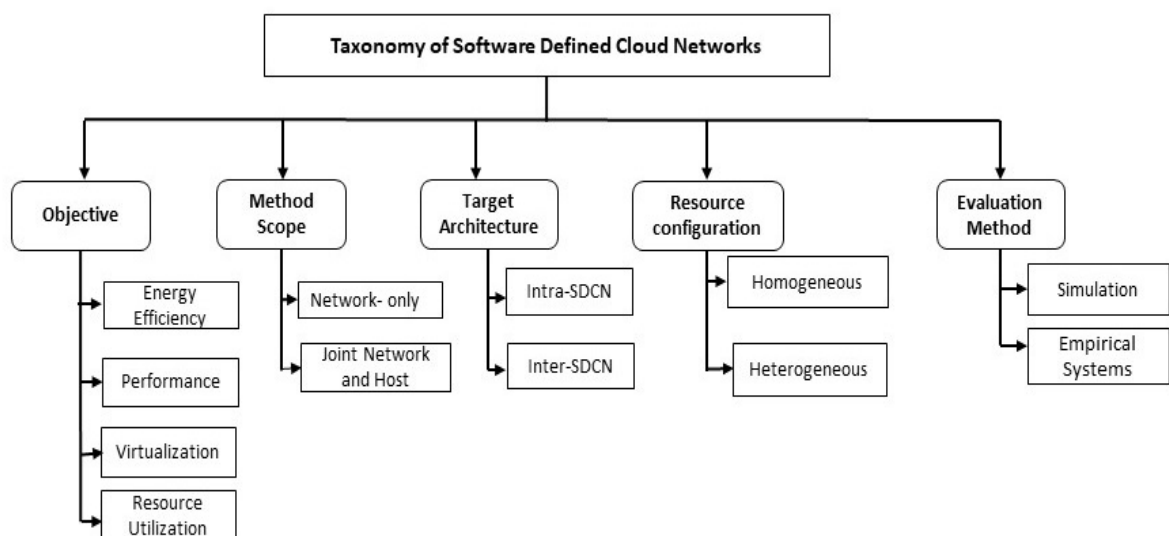 Taxonomy of Software Defined Cloud Networks
Objective
Method
Scope
Target
Architecture
Resource
configuration
Evaluation
Method
Energy
Efficiency
Performance
Virtualization
Resource
Utilization
Network- only
Joint Network
and Host
Intra-SDCN
Inter-SDCN
Homogeneous
Heterogeneous
Simulation
Empirical
Systems